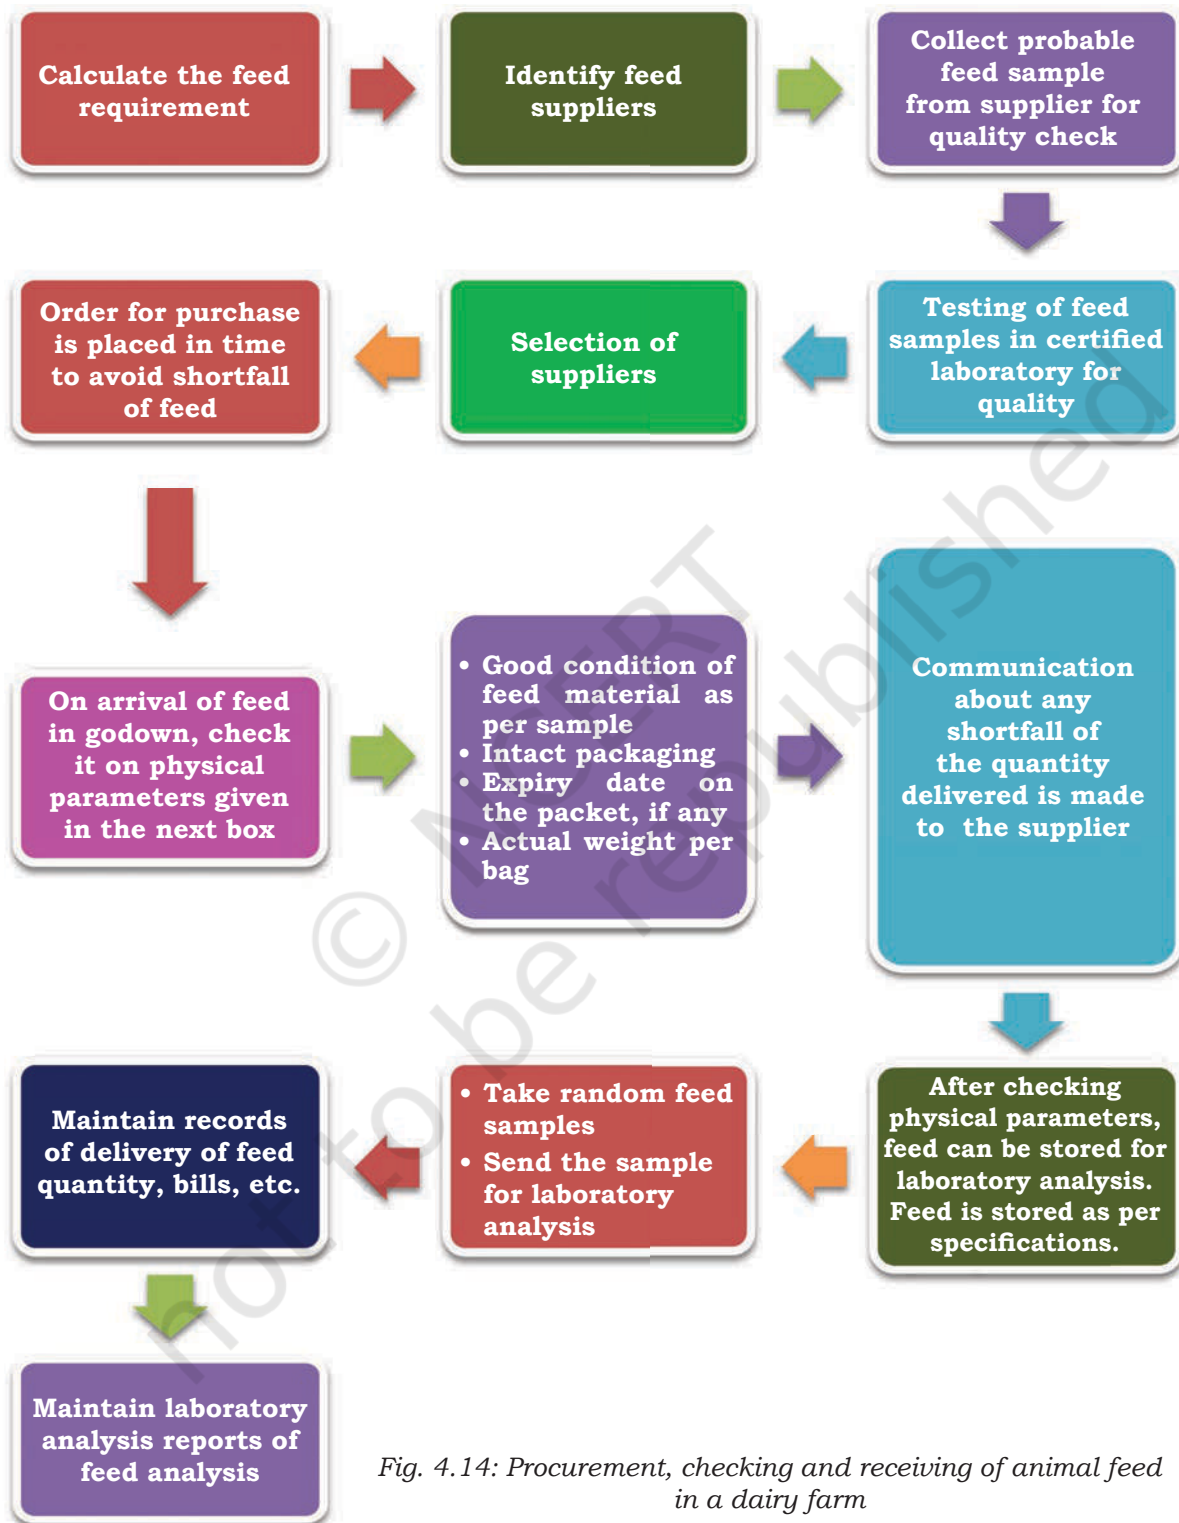 Calculate the feed
requirement
Identify feed
suppliers
Collect probable
feed sample
from supplier for
quality check
Testing of feed
samples in certified
laboratory for
quality
Selection of
suppliers
Order for purchase
is placed in time
to avoid shortfall
of feed
On arrival of feed
in godown, check
it on physical
parameters given
in the next box
• Good condition of
feed material as
per sample
• Intact packaging
• Expiry date on
the packet, if any
• Actual weight per
bag
Communication
about any
shortfall of
the quantity
delivered is made
to the supplier
After checking
physical parameters,
feed can be stored for
laboratory analysis.
Feed is stored as per
specifications.
• Take random feed
samples
• Send the sample
for laboratory
analysis
Maintain records
of delivery of feed
quantity, bills, etc.
Maintain laboratory
analysis reports of
feed analysis
Fig. 4.14: Procurement, checking and receiving of animal feed
in a dairy farm
© NCERT
not to be republished